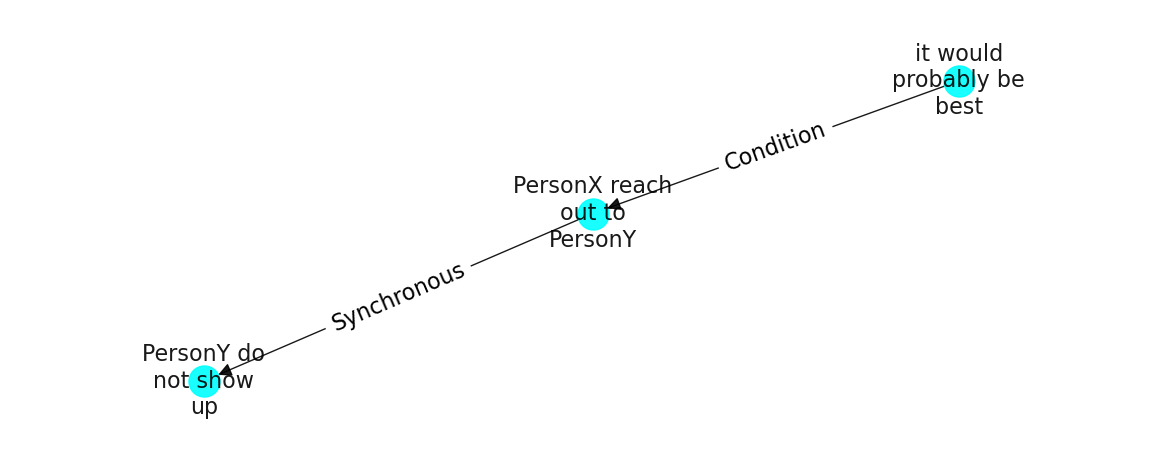 it would
probably be
best
Condition
PersonX reach
out to
PersonY
Synchronous
PersonY do
not show
up